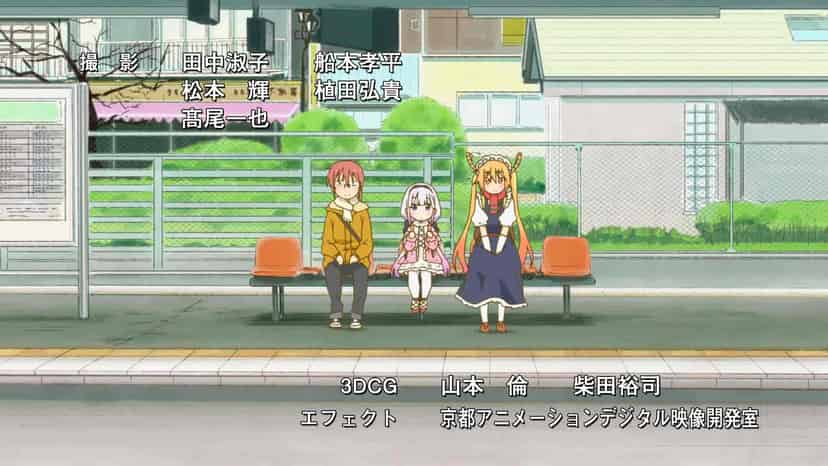 撮　影　田中淑子　船本孝平
松本　輝　植田弘貴
髙尾一也
3DCG　山本　倫　柴田裕司
エフェクト　京都アニメーションデジタル映像開発室